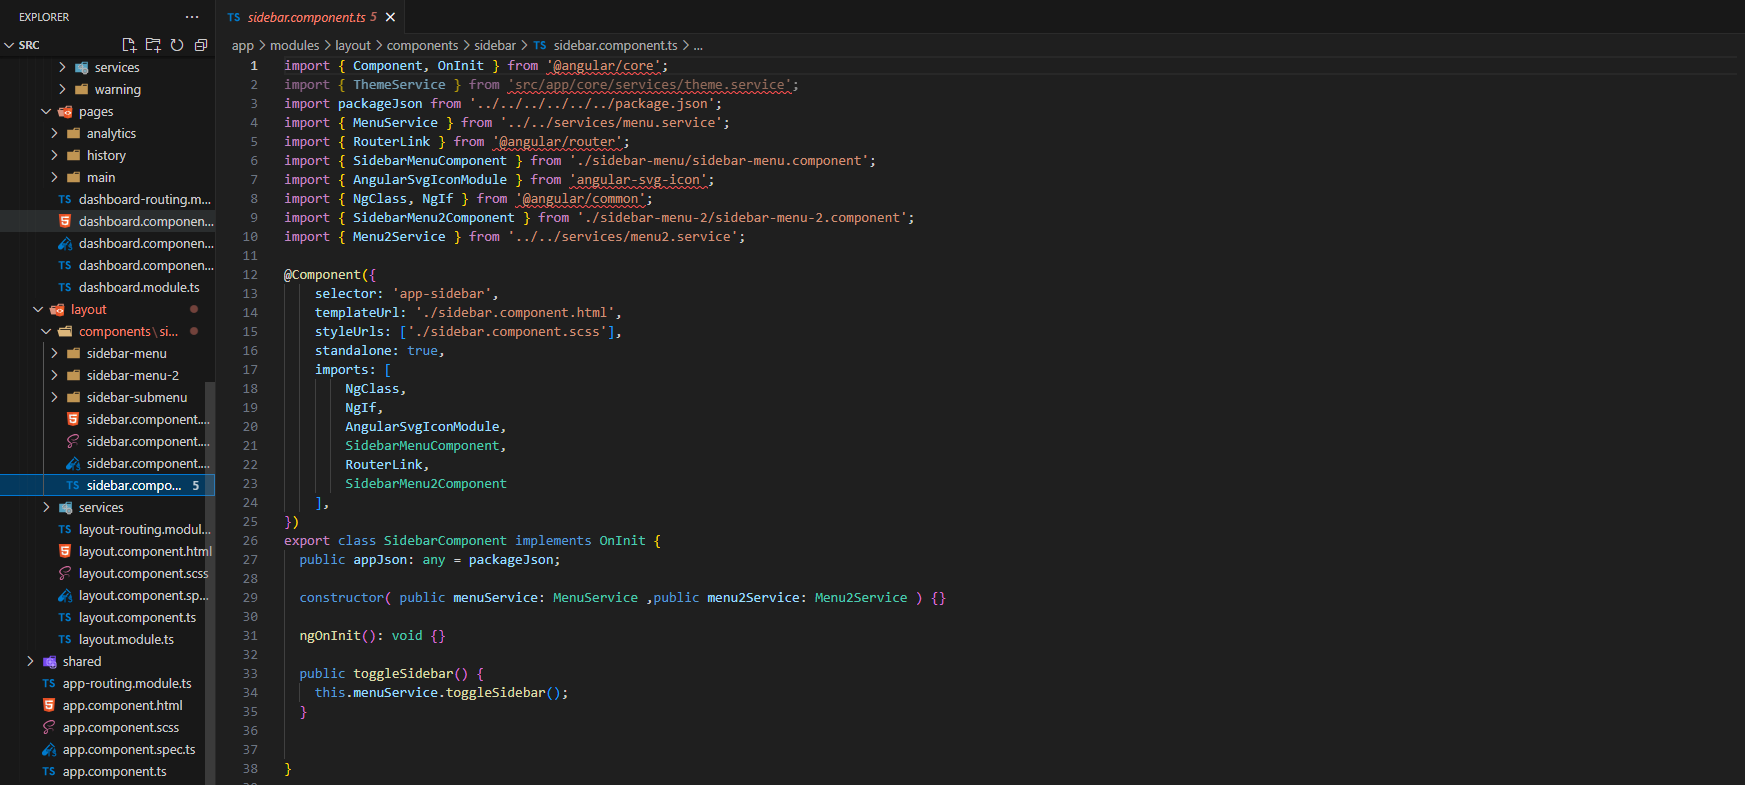 EXPLORER
···
SRC
services
warning
pages
analytics
history
main
dashboard-routing.m...
dashboard.componen...
dashboard.componen...
dashboard.componen...
dashboard.module.ts
layout
components\si...
sidebar-menu
sidebar-menu-2
sidebar-submenu
sidebar.component....
sidebar.component....
sidebar.component....
TS sidebar.compo... 5
services
layout-routing.modul...
layout.component.html
layout.component.scss
layout.component.sp...
TS layout.component.ts
TS layout.module.ts
shared
TS app-routing.module.ts
app.component.html
app.component.scss
app.component.spec.ts
TS app.component.ts
TS sidebar.component.ts 5 ×
app > modules > layout > components > sidebar > TS sidebar.component.ts > ...
1 import { Component, OnInit } from '@angular/core';
2 import { ThemeService } from 'src/app/core/services/theme.service';
3 import packageJson from '../../../../../../package.json';
4 import { MenuService } from '../../services/menu.service';
5 import { RouterLink } from '@angular/router';
6 import { SidebarMenuComponent } from './sidebar-menu/sidebar-menu.component';
7 import { AngularSvgIconModule } from 'angular-svg-icon';
8 import { NgClass, NgIf } from '@angular/common';
9 import { SidebarMenu2Component } from './sidebar-menu-2/sidebar-menu-2.component';
10 import { Menu2Service } from '../../services/menu2.service';
11
12 @Component({
13 selector: 'app-sidebar',
14 templateUrl: './sidebar.component.html',
15 styleUrls: ['./sidebar.component.scss'],
16 standalone: true,
17 imports: [
18 NgClass,
19 NgIf,
20 AngularSvgIconModule,
21 SidebarMenuComponent,
22 RouterLink,
23 SidebarMenu2Component
24 ],
25 })
26 export class SidebarComponent implements OnInit {
27 public appJson: any = packageJson;
28
29 constructor( public menuService: MenuService ,public menu2Service: Menu2Service ) {}
30
31 ngOnInit(): void {}
32
33 public toggleSidebar() {
34 this.menuService.toggleSidebar();
35 }
36
37
38 }